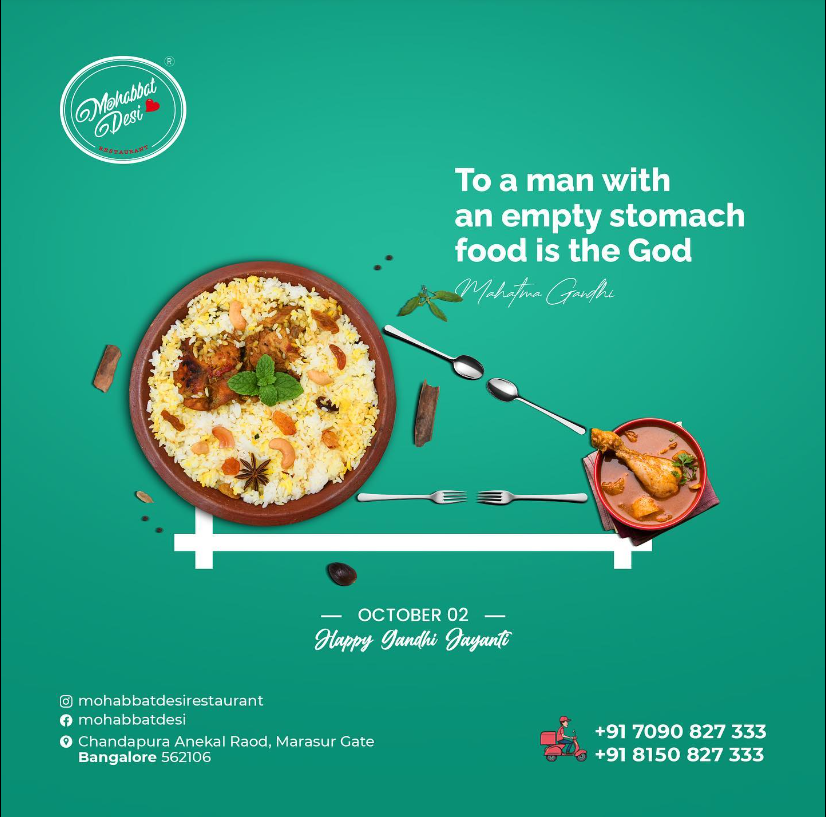 ®
Mohabbat
Desi
RESTAURANT
To a man with
an empty stomach
food is the God
Mahatma Gandhi
OCTOBER 02
Happy Gandhi Jayanti
mohabbatdesirestaurant
mohabbatdesi
Chandapura Anekal Raod, Marasur Gate
Bangalore 562106
+91 7090 827 333
+91 8150 827 333